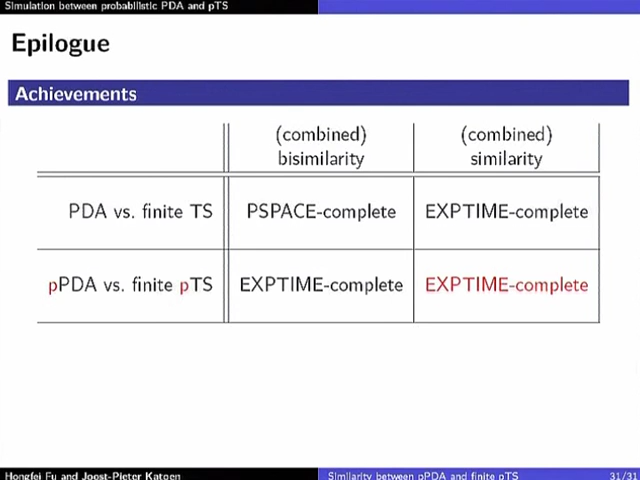 Simulation between probabilistic PDA and pTS
Epilogue
Achievements
(combined) (combined)
bisimilarity similarity
PDA vs. finite TS PSPACE-complete EXPTIME-complete
pPDA vs. finite pTS EXPTIME-complete EXPTIME-complete
Hongfei Fu and Joost-Pieter Katoen Similarity between pPDA and finite pTS 31/31